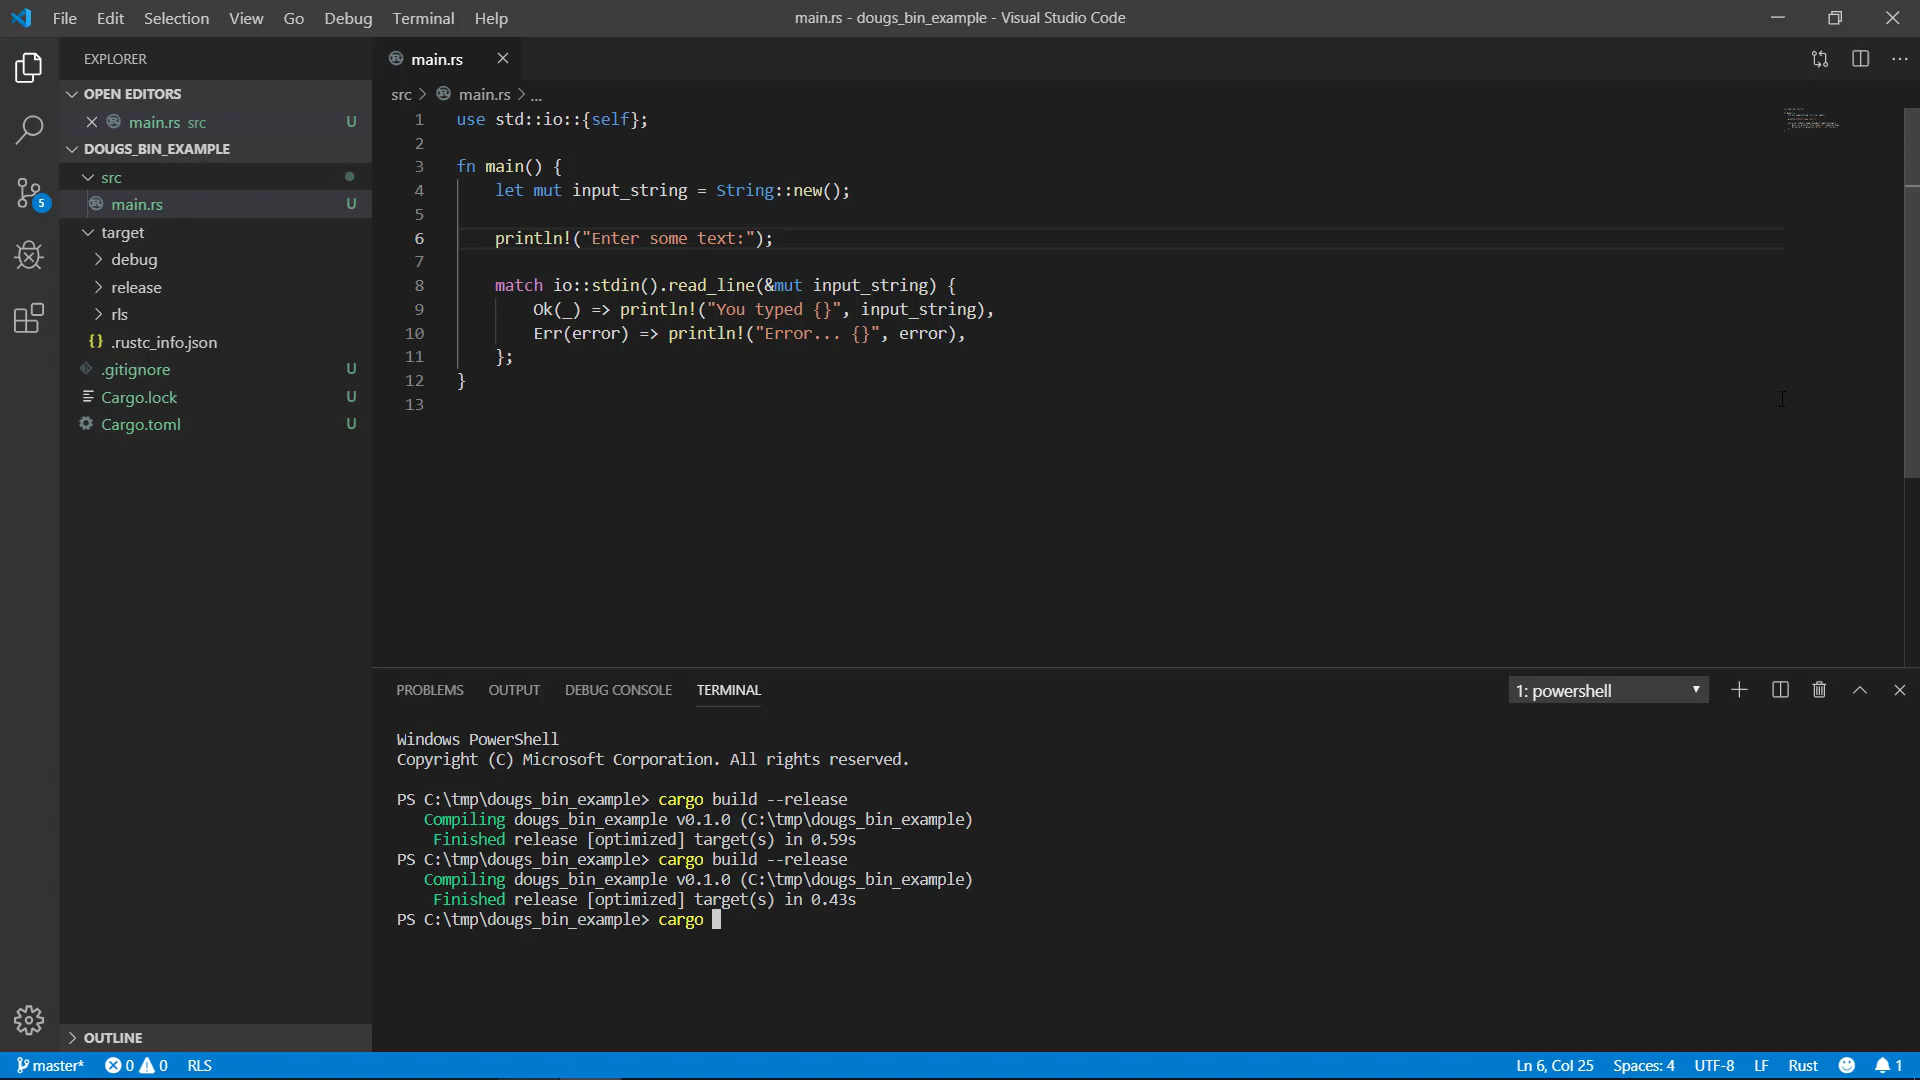 File Edit Selection View Go Debug Terminal Help
main.rs - dougs_bin_example - Visual Studio Code
EXPLORER
OPEN EDITORS
main.rs src U
DOUGS_BIN_EXAMPLE
src
main.rs U
target
debug
release
rls
{} .rustc_info.json
.gitignore U
Cargo.lock U
Cargo.toml U
OUTLINE
5
main.rs
src > main.rs > ...
1 use std::io::{self};
2
3 fn main() {
4 let mut input_string = String::new();
5
6 println!("Enter some text:");
7
8 match io::stdin().read_line(&mut input_string) {
9 Ok(_) => println!("You typed {}", input_string),
10 Err(error) => println!("Error... {}", error),
11 };
12 }
13
PROBLEMS OUTPUT DEBUG CONSOLE TERMINAL
1: powershell
Windows PowerShell
Copyright (C) Microsoft Corporation. All rights reserved.
PS C:\tmp\dougs_bin_example> cargo build --release
Compiling dougs_bin_example v0.1.0 (C:\tmp\dougs_bin_example)
Finished release [optimized] target(s) in 0.59s
PS C:\tmp\dougs_bin_example> cargo build --release
Compiling dougs_bin_example v0.1.0 (C:\tmp\dougs_bin_example)
Finished release [optimized] target(s) in 0.43s
PS C:\tmp\dougs_bin_example> cargo
master* 0 0 RLS
Ln 6, Col 25 Spaces: 4 UTF-8 LF Rust 1